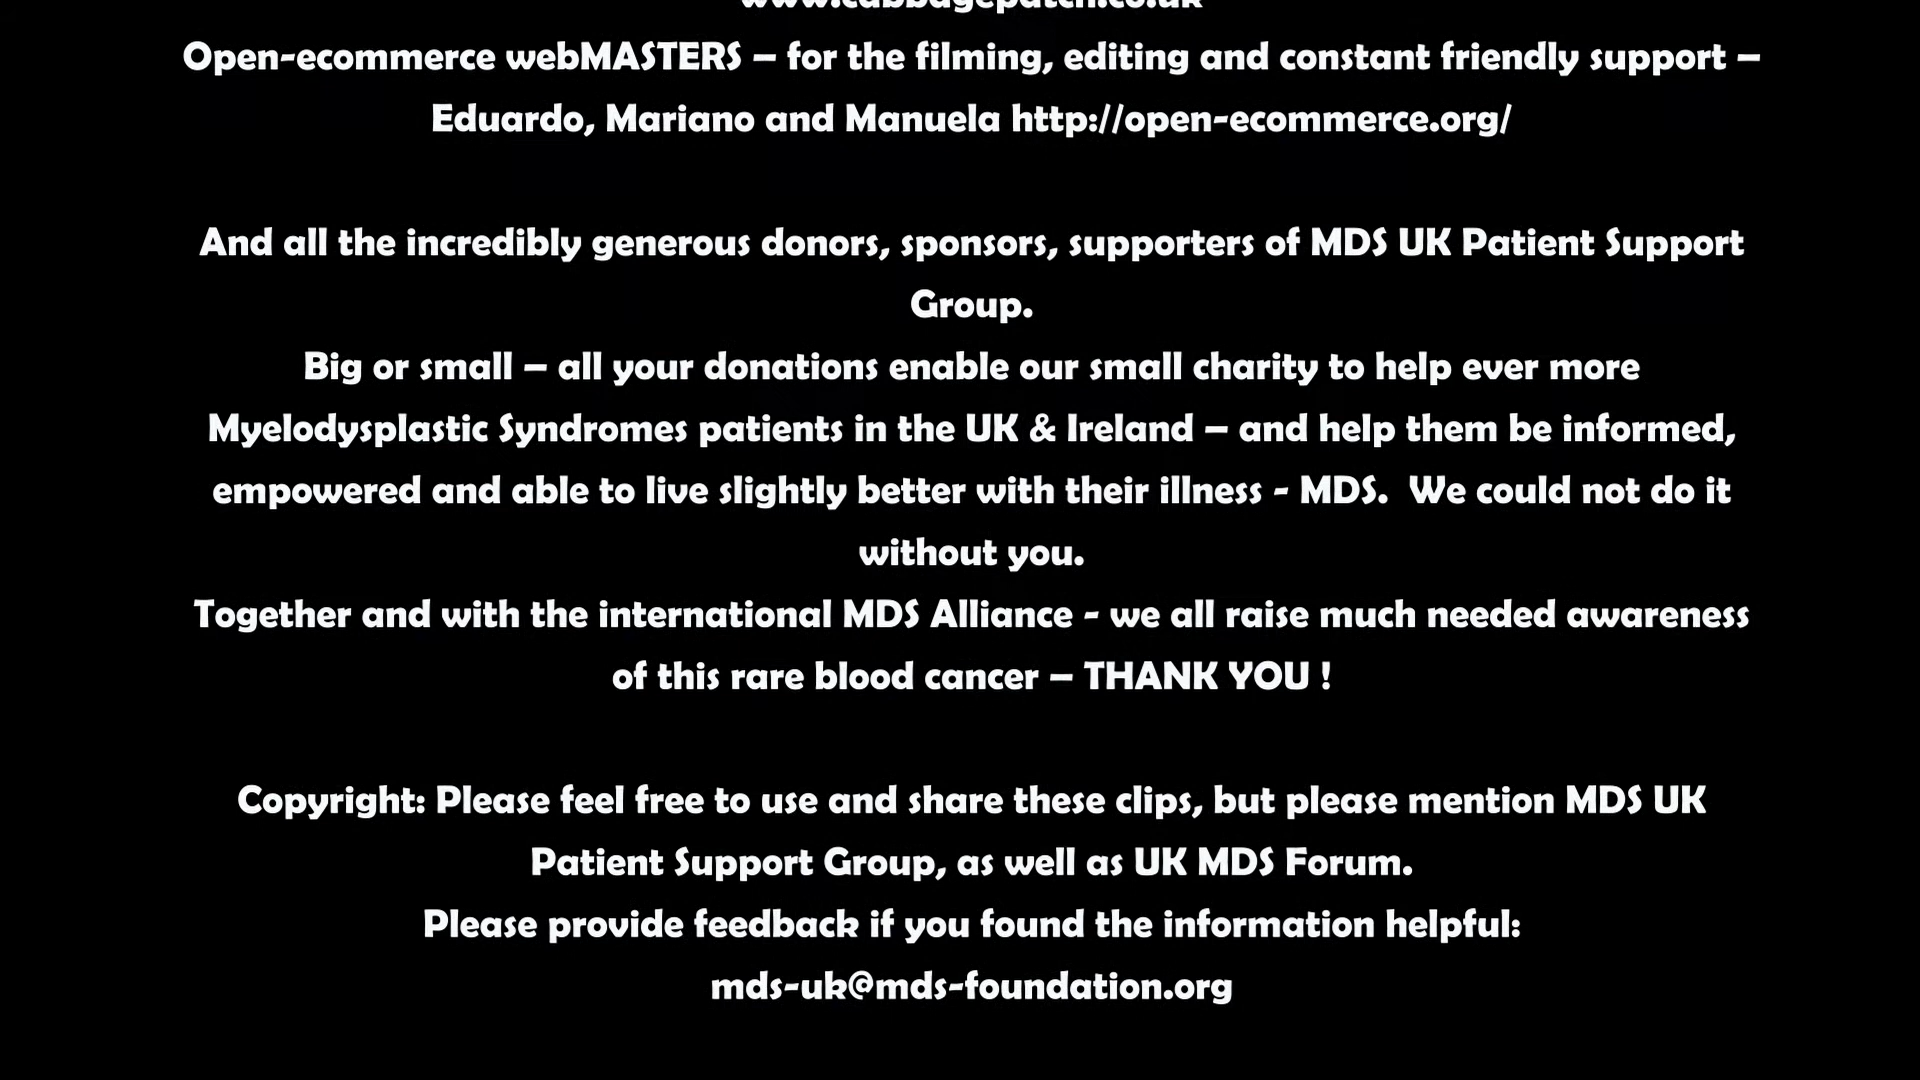 www.cabbagepatch.co.uk
Open-ecommerce webMASTERS – for the filming, editing and constant friendly support –
Eduardo, Mariano and Manuela http://open-ecommerce.org/
And all the incredibly generous donors, sponsors, supporters of MDS UK Patient Support
Group.
Big or small – all your donations enable our small charity to help ever more
Myelodysplastic Syndromes patients in the UK & Ireland – and help them be informed,
empowered and able to live slightly better with their illness - MDS.  We could not do it
without you.
Together and with the international MDS Alliance - we all raise much needed awareness
of this rare blood cancer – THANK YOU !
Copyright: Please feel free to use and share these clips, but please mention MDS UK
Patient Support Group, as well as UK MDS Forum.
Please provide feedback if you found the information helpful:
mds-uk@mds-foundation.org